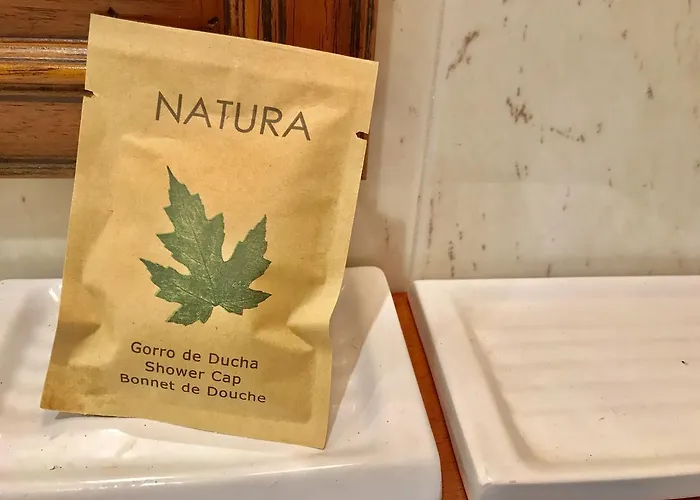 NATURA
Gorro de Ducha
Shower Cap
Bonnet de Douche